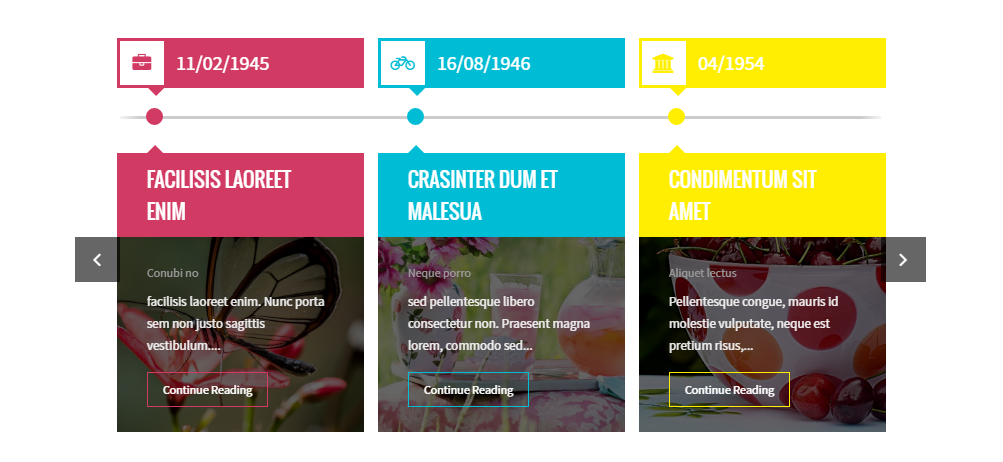 11/02/1945
16/08/1946
04/1954
FACILISIS LAOREET
ENIM
Conubi no
facilisis laoreet enim. Nunc porta
sem non justo sagittis
vestibulum....
Continue Reading
CRASINTER DUM ET
MALESUA
Neque porro
sed pellentesque libero
consectetur non. Praesent magna
lorem, commodo sed...
Continue Reading
CONDIMENTUM SIT
AMET
Aliquet lectus
Pellentesque congue, mauris id
molestie vulputate, neque est
pretium risus,...
Continue Reading